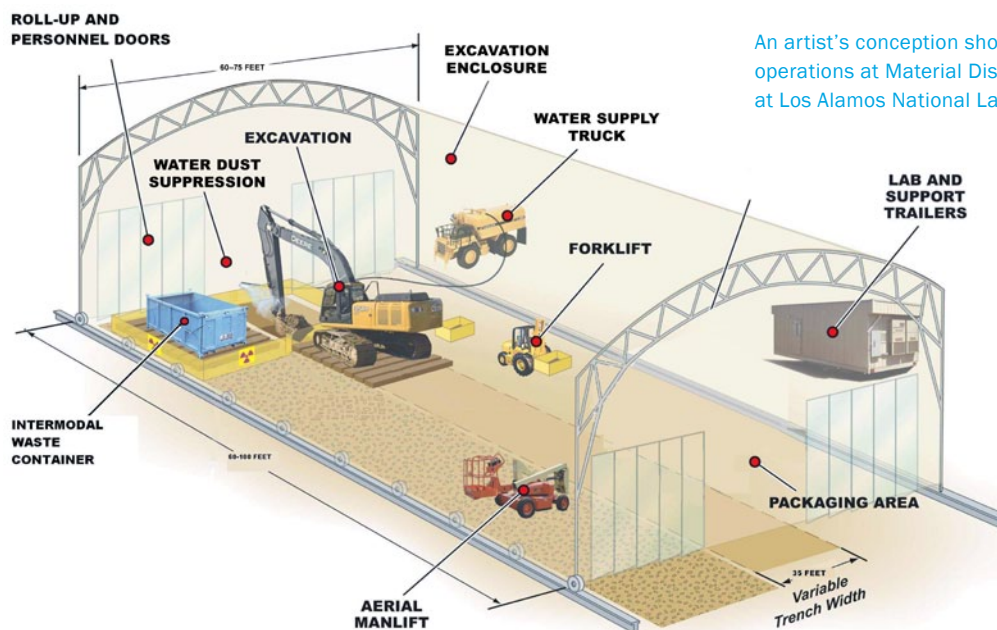 ROLL-UP AND
PERSONNEL DOORS
60–75 FEET
EXCAVATION
ENCLOSURE
An artist’s conception sho
operations at Material Dis
at Los Alamos National La
WATER SUPPLY
TRUCK
EXCAVATION
WATER DUST
SUPPRESSION
LAB AND
SUPPORT
TRAILERS
FORKLIFT
DEERE
INTERMODAL
WASTE
CONTAINER
60-100 FEET
PACKAGING AREA
35 FEET
Variable
Trench Width
AERIAL
MANLIFT